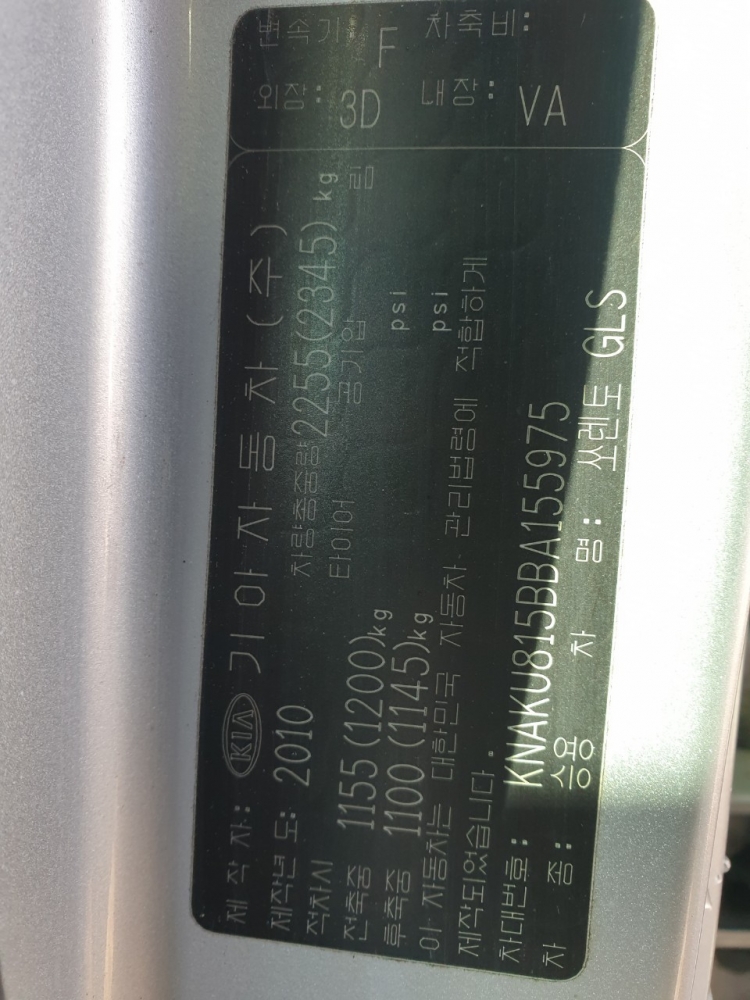 제 작 자: KIA 기 아 자 동 차 (주)
제작년 도: 2010 차량총중량 2255(2345) kg
적차시 타이어 공기압 림
전축중 1155 (1200)kg psi
후축중 1100 (1145)kg psi
이 자동차는 대한민국 자동차 관리법령에 적합하게
제작되었습니다.
차대번호: KNAKU815BBA155975
차 종: 승용 차 명: 쏘렌토 GLS
변속기: F 차축비:
외장: 3D 내장: VA